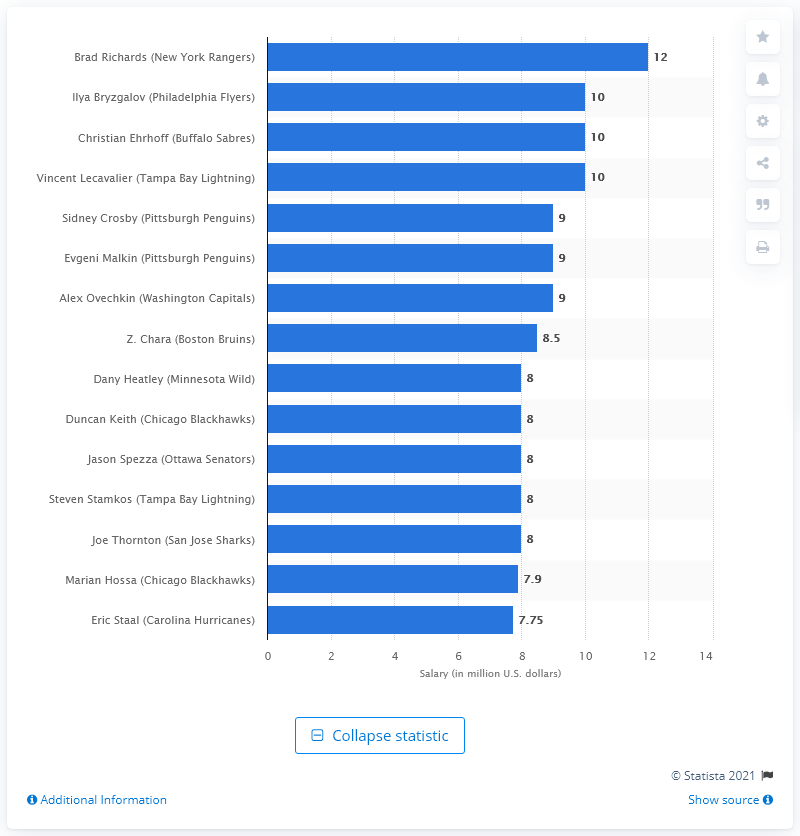 Brad Richards (New York Rangers) 12
Ilya Bryzgalov (Philadelphia Flyers) 10
Christian Ehrhoff (Buffalo Sabres) 10
Vincent Lecavalier (Tampa Bay Lightning) 10
Sidney Crosby (Pittsburgh Penguins) 9
Evgeni Malkin (Pittsburgh Penguins) 9
Alex Ovechkin (Washington Capitals) 9
Z. Chara (Boston Bruins) 8.5
Dany Heatley (Minnesota Wild) 8
Duncan Keith (Chicago Blackhawks) 8
Jason Spezza (Ottawa Senators) 8
Steven Stamkos (Tampa Bay Lightning) 8
Joe Thornton (San Jose Sharks) 8
Marian Hossa (Chicago Blackhawks) 7.9
Eric Staal (Carolina Hurricanes) 7.75
0 2 4 6 8 10 12 14
Salary (in million U.S. dollars)
Collapse statistic
© Statista 2021
Additional Information Show source